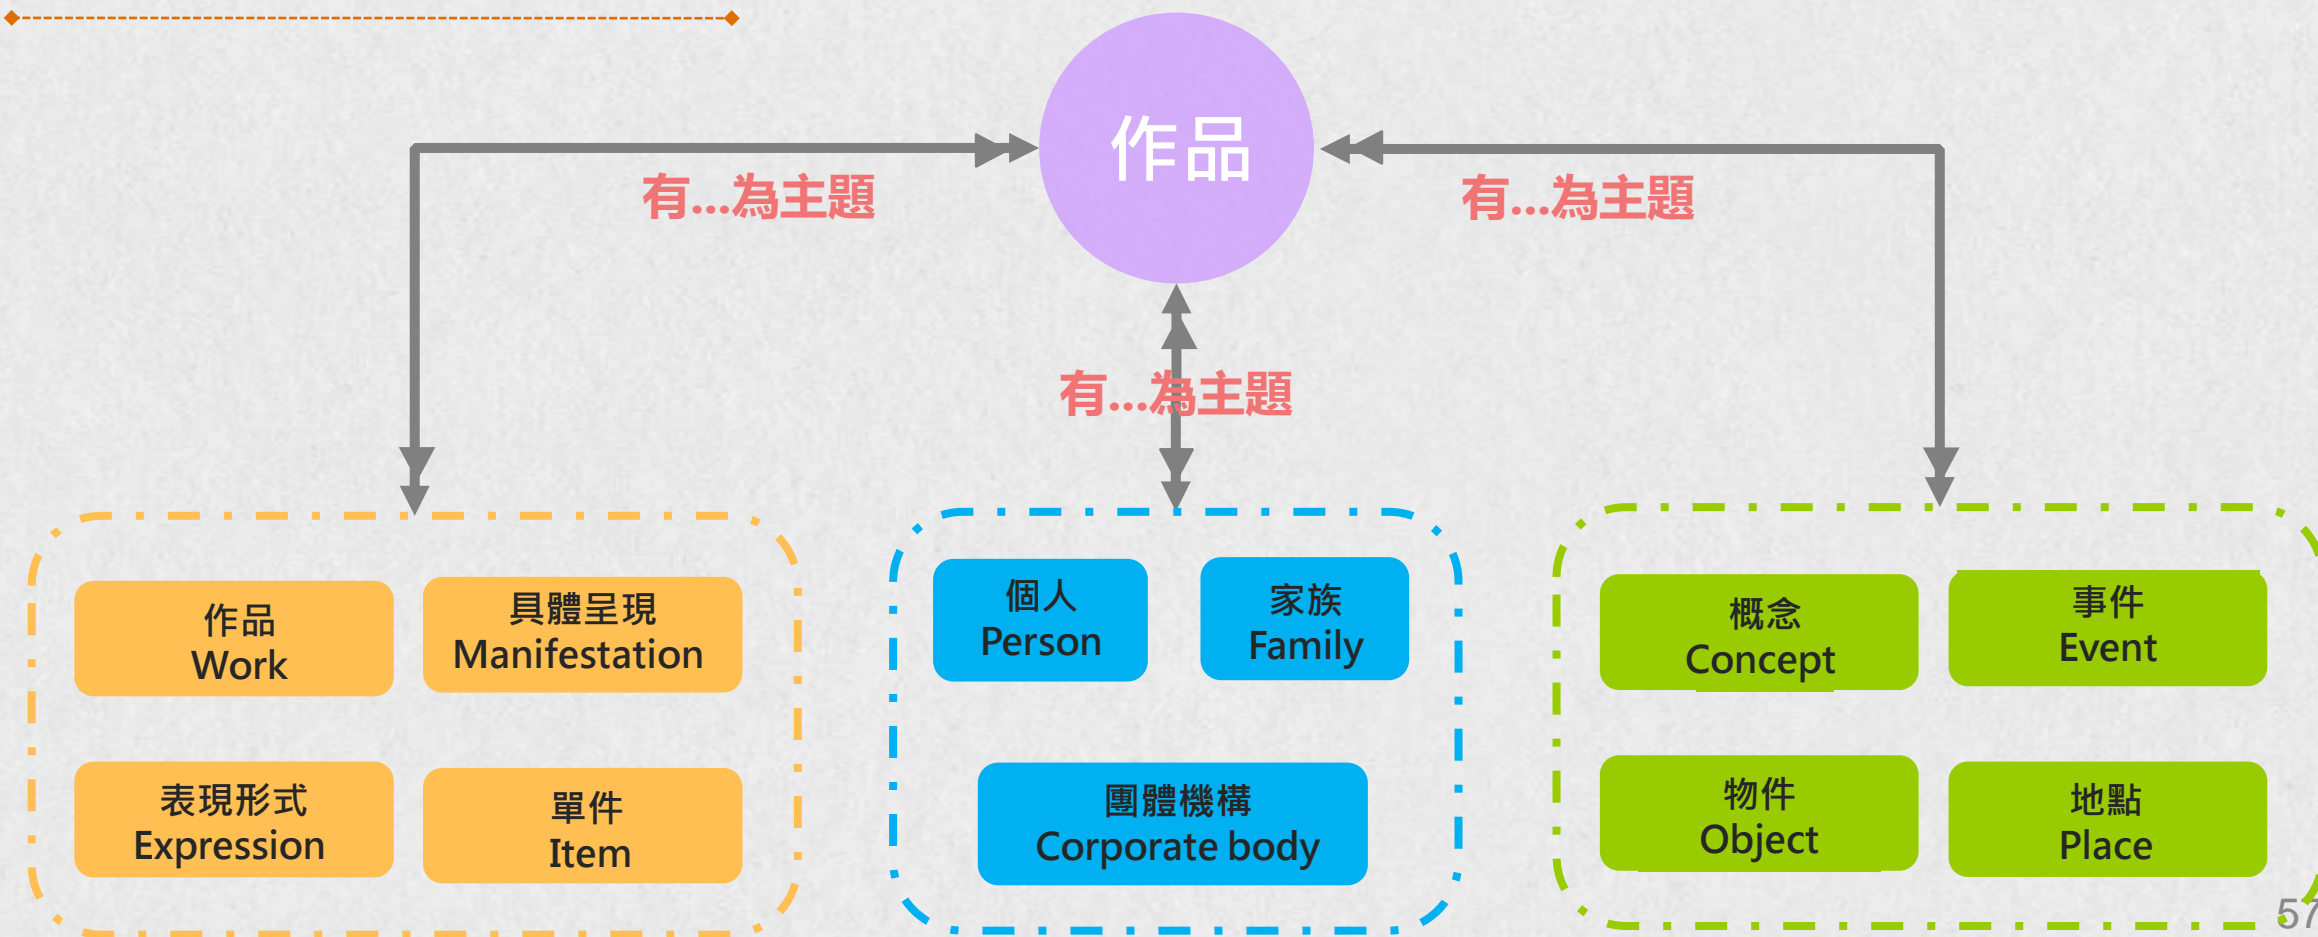 作品
有...為主題
有...為主題
有...為主題
作品
Work
具體呈現
Manifestation
表現形式
Expression
單件
Item
個人
Person
家族
Family
團體機構
Corporate body
概念
Concept
事件
Event
物件
Object
地點
Place
57